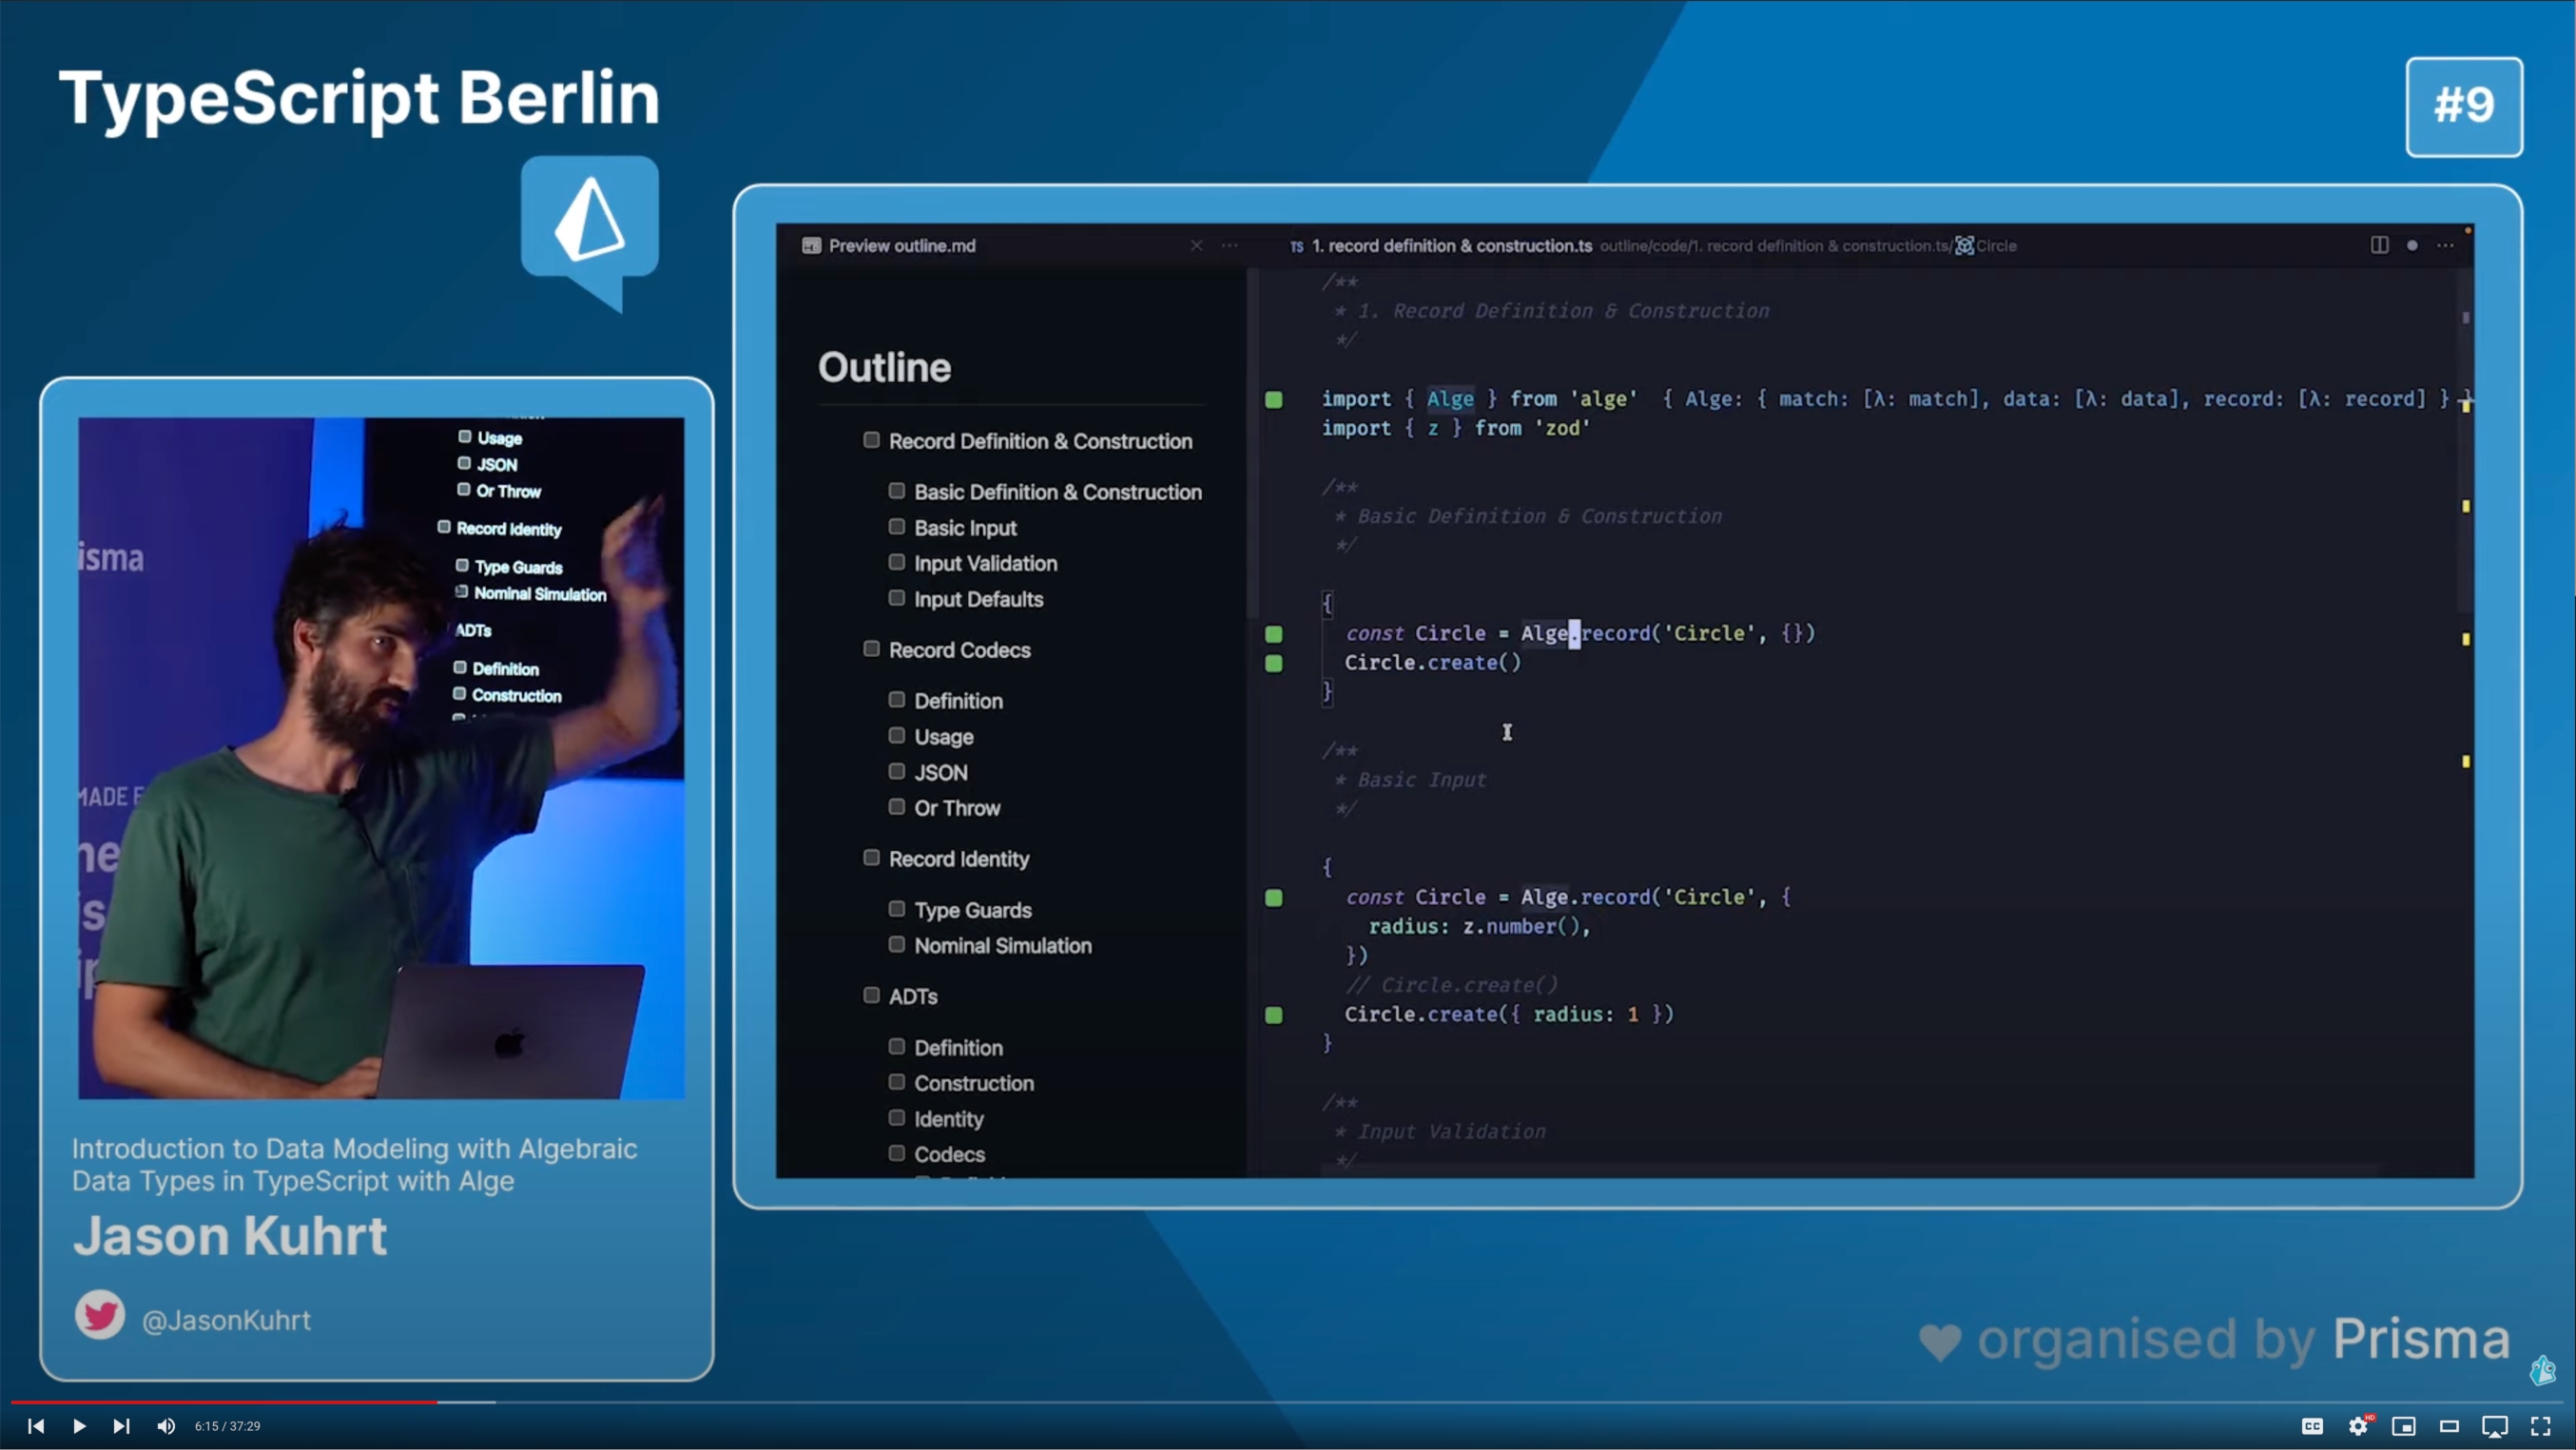 TypeScript Berlin
#9
Preview outline.md
Outline
Record Definition & Construction
Basic Definition & Construction
Basic Input
Input Validation
Input Defaults
Record Codecs
Definition
Usage
JSON
Or Throw
Record Identity
Type Guards
Nominal Simulation
ADTs
Definition
Construction
Identity
Codecs
TS 1. record definition & construction.ts outline/code/1. record definition & construction.ts/Circle
/**
* 1. Record Definition & Construction
*/
import { Alge } from 'alge' { Alge: { match: [λ: match], data: [λ: data], record: [λ: record] } }
import { z } from 'zod'
/**
* Basic Definition & Construction
*/
{
const Circle = Alge.record('Circle', {})
Circle.create()
}
/**
* Basic Input
*/
{
const Circle = Alge.record('Circle', {
radius: z.number(),
})
// Circle.create()
Circle.create({ radius: 1 })
}
/**
* Input Validation
*/
Usage
JSON
Or Throw
Record Identity
Type Guards
Nominal Simulation
ADTs
Definition
Construction
isma
MADE
Introduction to Data Modeling with Algebraic
Data Types in TypeScript with Alge
Jason Kuhrt
@JasonKuhrt
organised by Prisma
6:15 / 37:29
CC
HD